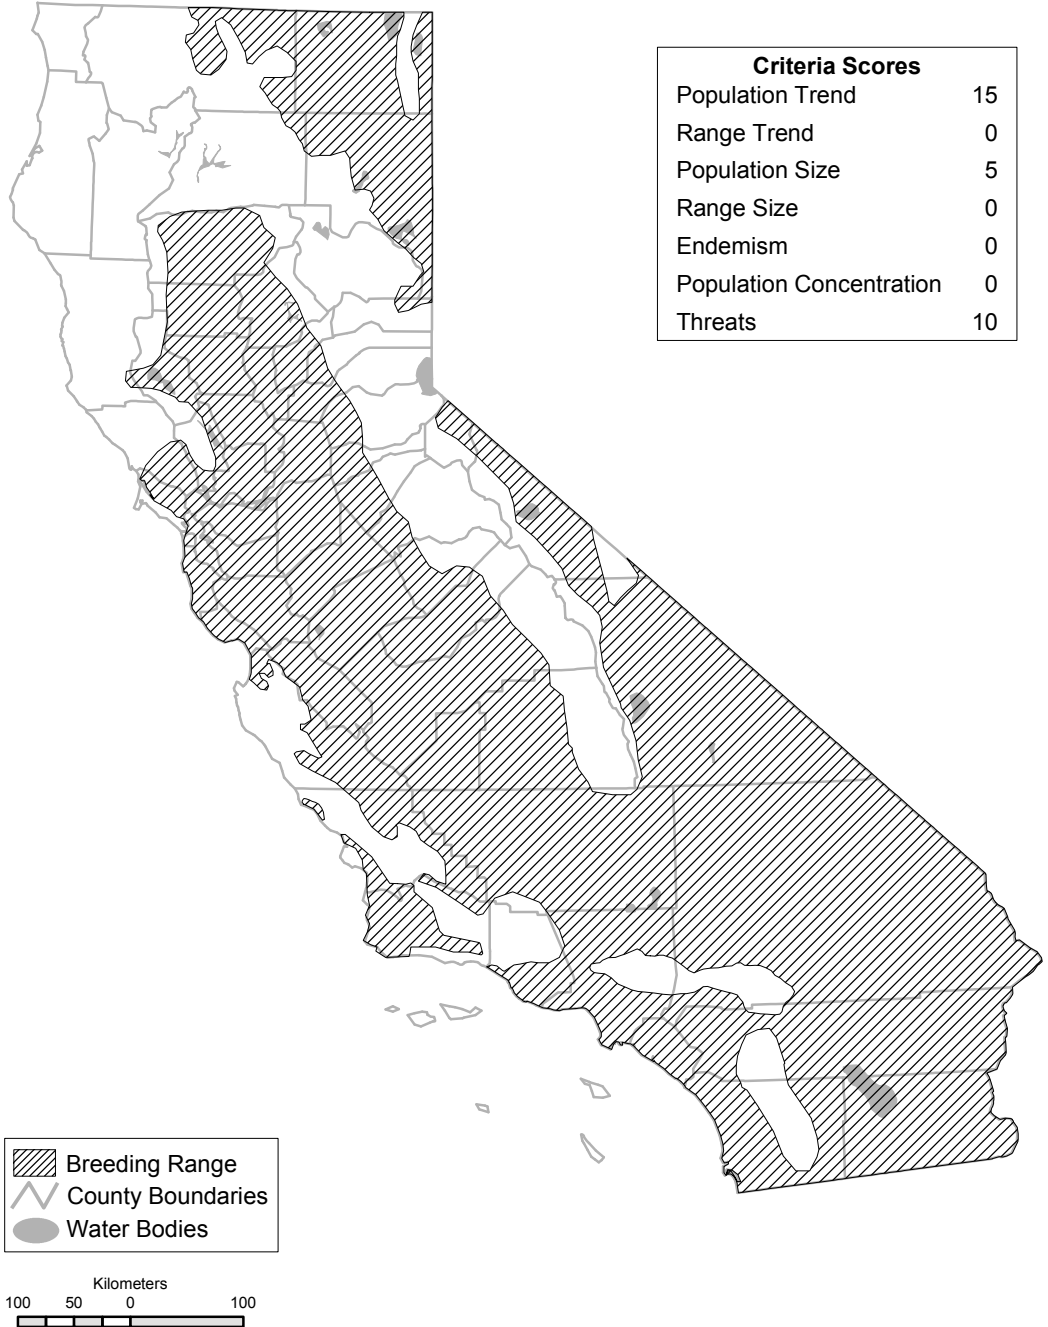 Criteria Scores
Population Trend 15
Range Trend 0
Population Size 5
Range Size 0
Endemism 0
Population Concentration 0
Threats 10
Breeding Range
County Boundaries
Water Bodies
Kilometers
100 50 0 100